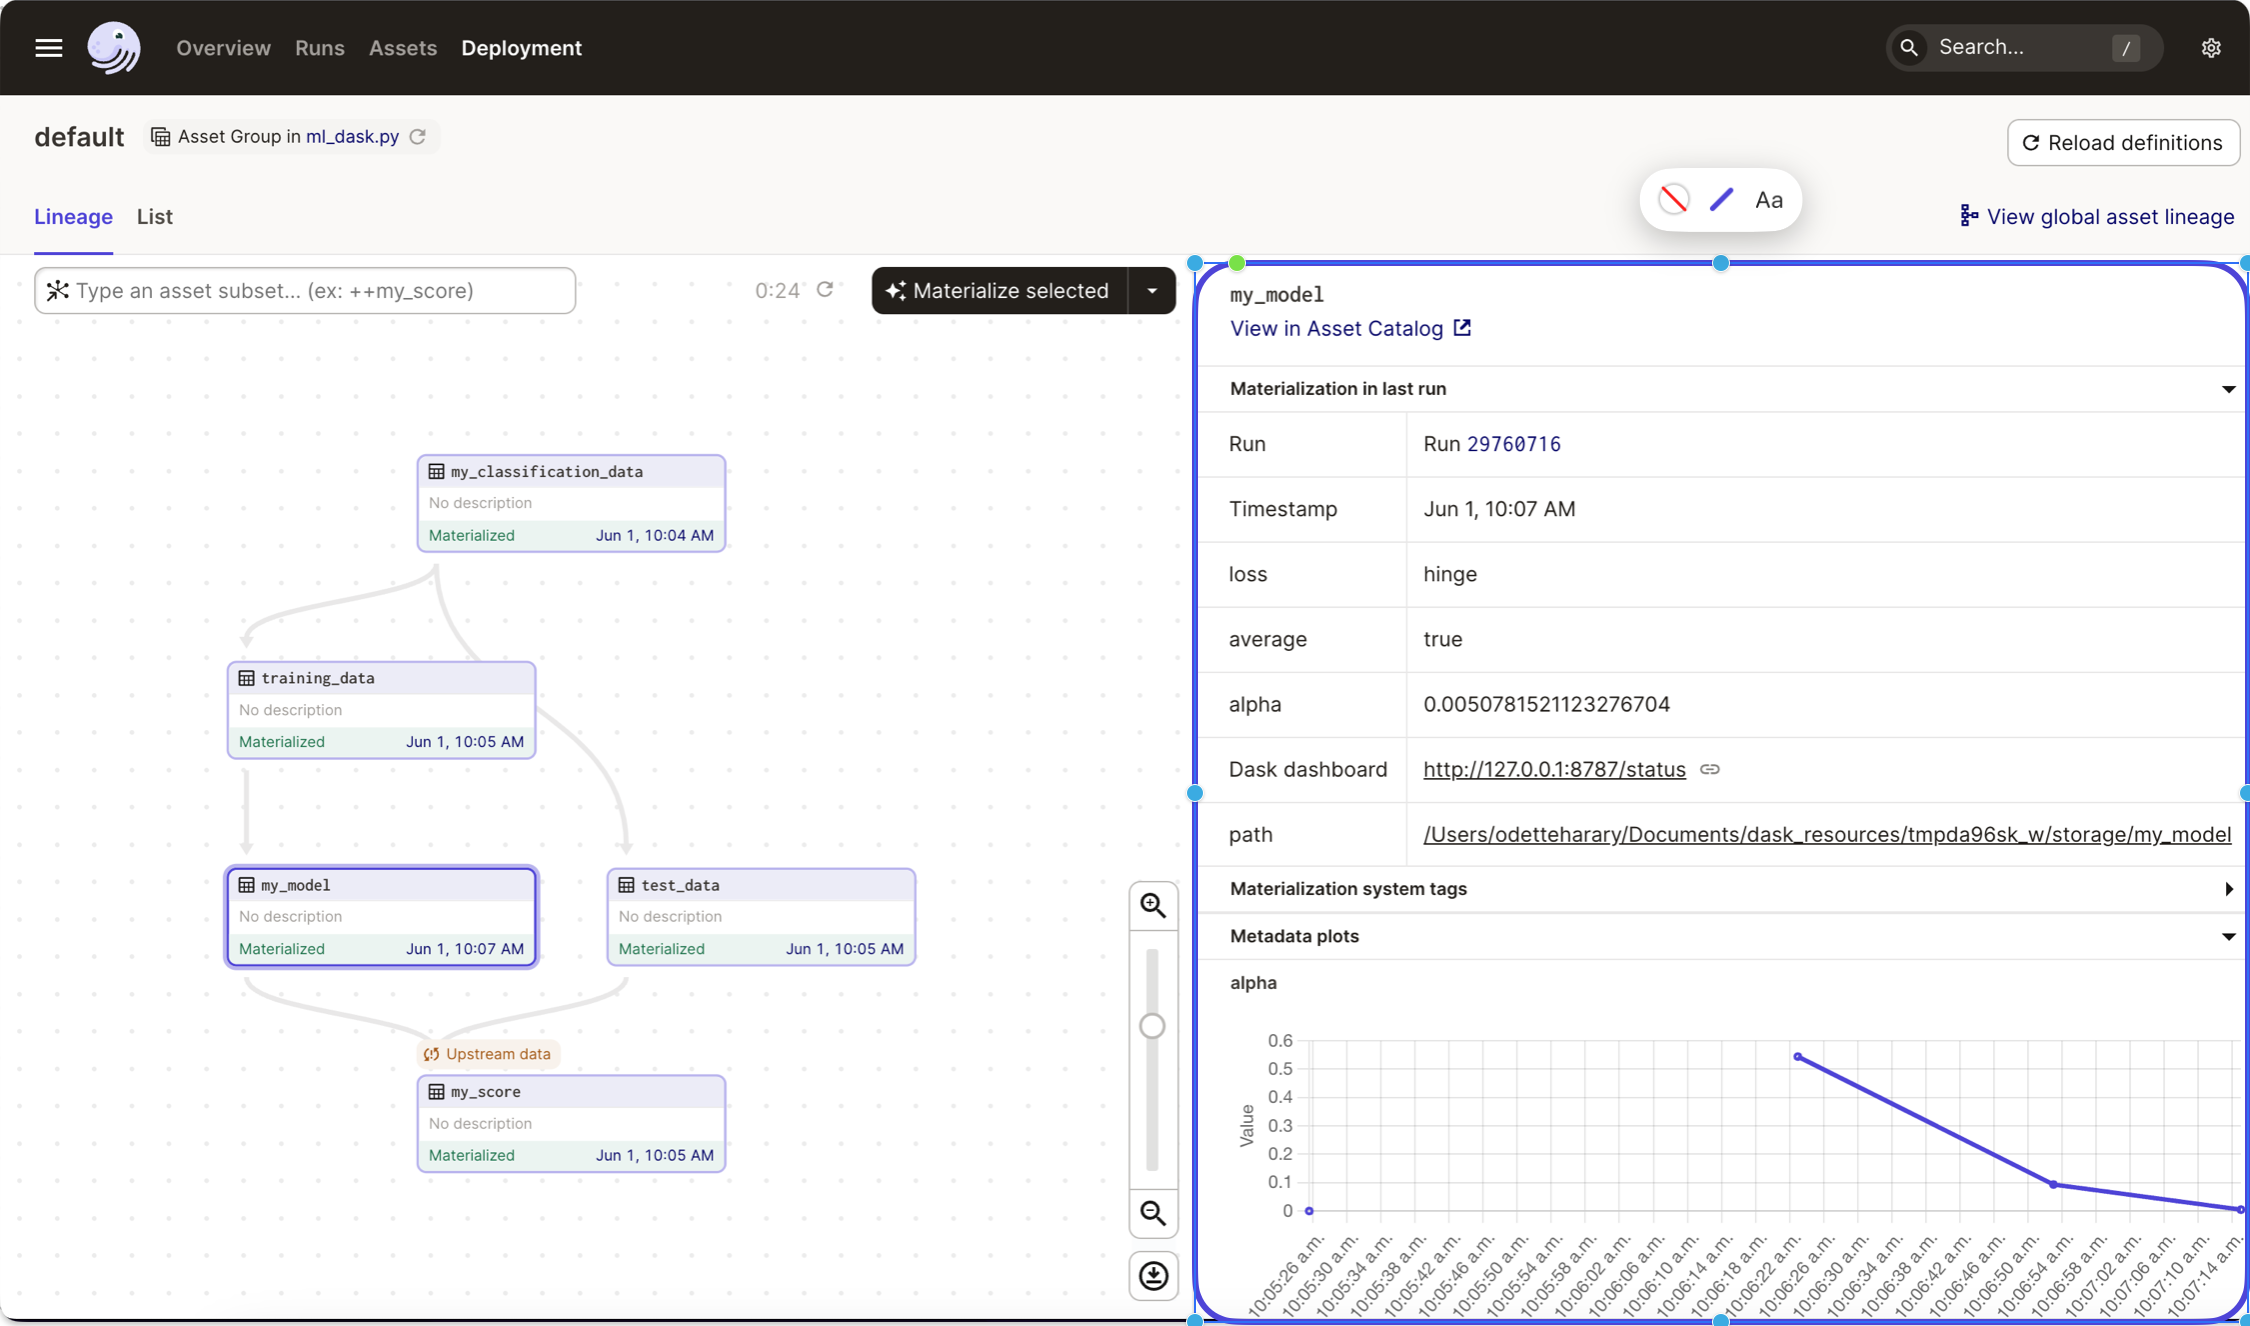 Overview Runs Assets Deployment Search... /
default Asset Group in ml_dask.py Reload definitions
Aa
Lineage List View global asset lineage
Type an asset subset... (ex: ++my_score) 0:24 Materialize selected
my_classification_data
No description
Materialized Jun 1, 10:04 AM
training_data
No description
Materialized Jun 1, 10:05 AM
my_model
No description
Materialized Jun 1, 10:07 AM
test_data
No description
Materialized Jun 1, 10:05 AM
Upstream data
my_score
No description
Materialized Jun 1, 10:05 AM
my_model
View in Asset Catalog
Materialization in last run
Run Run 29760716
Timestamp Jun 1, 10:07 AM
loss hinge
average true
alpha 0.0050781521123276704
Dask dashboard http://127.0.0.1:8787/status
path /Users/odetteharary/Documents/dask_resources/tmpda96sk_w/storage/my_model
Materialization system tags
Metadata plots
alpha
Value
0.6
0.5
0.4
0.3
0.2
0.1
0
10:05:26 a.m.
10:05:30 a.m.
10:05:34 a.m.
10:05:38 a.m.
10:05:42 a.m.
10:05:46 a.m.
10:05:50 a.m.
10:05:54 a.m.
10:05:58 a.m.
10:06:02 a.m.
10:06:06 a.m.
10:06:10 a.m.
10:06:14 a.m.
10:06:18 a.m.
10:06:22 a.m.
10:06:26 a.m.
10:06:30 a.m.
10:06:34 a.m.
10:06:38 a.m.
10:06:42 a.m.
10:06:46 a.m.
10:06:50 a.m.
10:06:54 a.m.
10:06:58 a.m.
10:07:02 a.m.
10:07:06 a.m.
10:07:10 a.m.
10:07:14 a.m.